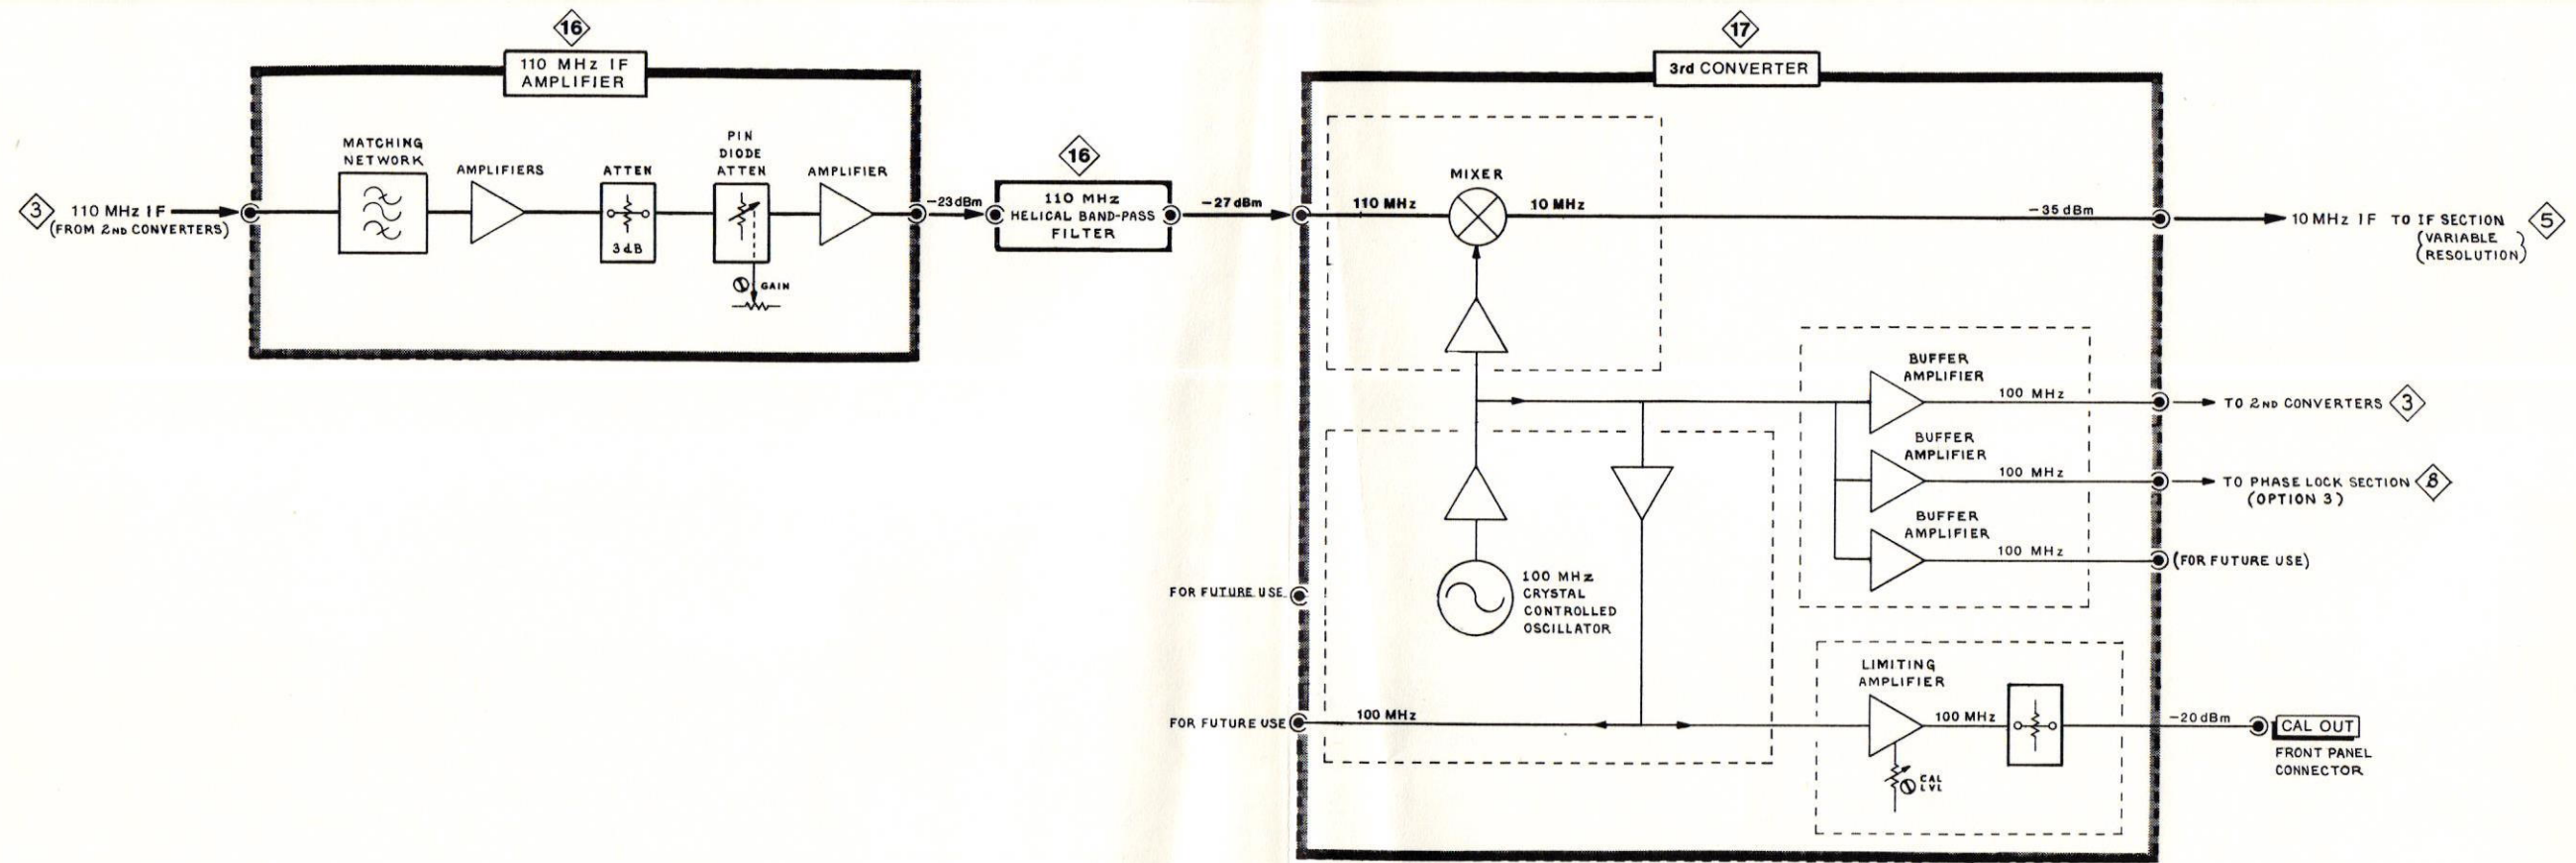 16
110 MHz IF
AMPLIFIER
MATCHING
NETWORK
AMPLIFIERS
ATTEN
3 dB
PIN
DIODE
ATTEN
GAIN
AMPLIFIER
3
110 MHz IF
(FROM 2ND CONVERTERS)
-23dBm
16
110 MHz
HELICAL BAND-PASS
FILTER
-27dBm
17
3rd CONVERTER
MIXER
110 MHz
10 MHz
-35dBm
10 MHz IF TO IF SECTION
(VARIABLE
RESOLUTION)
5
BUFFER
AMPLIFIER
100 MHz
TO 2ND CONVERTERS
3
BUFFER
AMPLIFIER
100 MHz
TO PHASE LOCK SECTION
(OPTION 3)
8
BUFFER
AMPLIFIER
100 MHz
(FOR FUTURE USE)
FOR FUTURE USE
100 MHz
CRYSTAL
CONTROLLED
OSCILLATOR
FOR FUTURE USE
100 MHz
LIMITING
AMPLIFIER
100 MHz
CAL
LVL
-20dBm
CAL OUT
FRONT PANEL
CONNECTOR